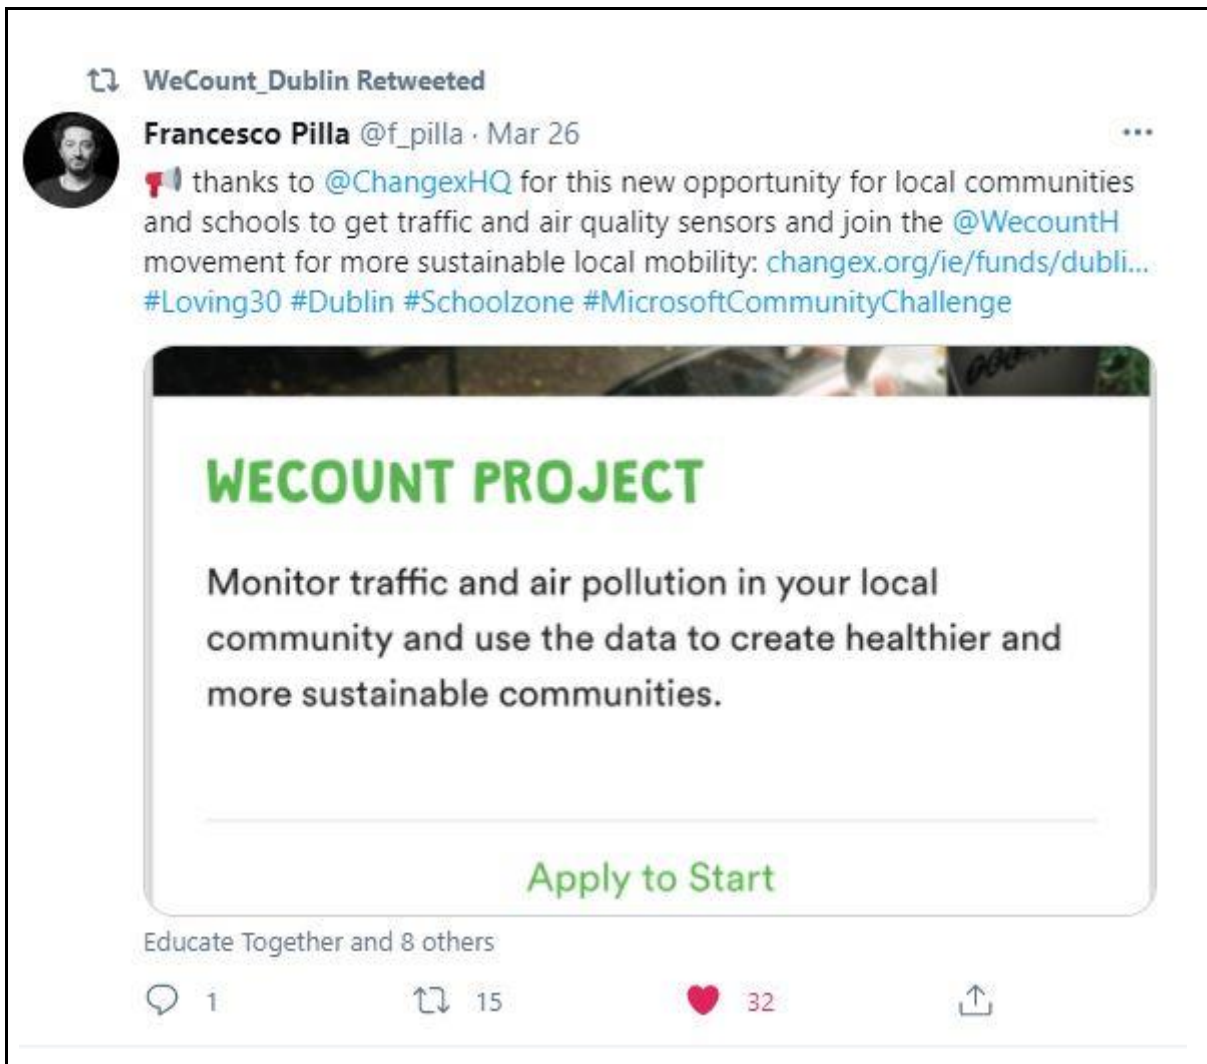 WeCount_Dublin Retweeted
Francesco Pilla @f_pilla · Mar 26
thanks to @ChangexHQ for this new opportunity for local communities
and schools to get traffic and air quality sensors and join the @WecountH
movement for more sustainable local mobility: changex.org/ie/funds/dubli...
#Loving30 #Dublin #Schoolzone #MicrosoftCommunityChallenge
WECOUNT PROJECT
Monitor traffic and air pollution in your local
community and use the data to create healthier and
more sustainable communities.
Apply to Start
Educate Together and 8 others
1 15 32